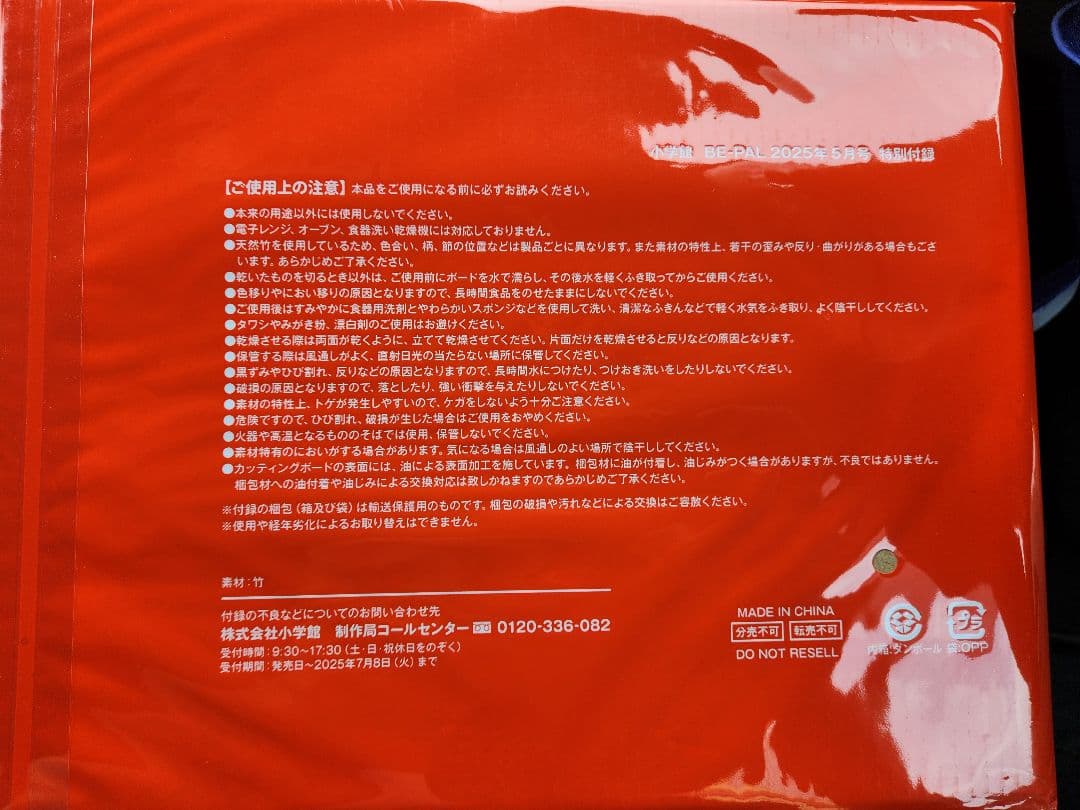 小学館 BE-PAL 2025年5月号 特別付録
【ご使用上の注意】本品をご使用になる前に必ずお読みください。
●本来の用途以外には使用しないでください。
●電子レンジ、オーブン、食器洗い乾燥機には対応しておりません。
●天然竹を使用しているため、色合い、柄、節の位置などは製品ごとに異なります。また素材の特性上、若干の歪みや反り・曲がりがある場合もござ
います。あらかじめご了承ください。
●乾いたものを切るとき以外は、ご使用前にボードを水で濡らし、その後水を軽くふき取ってからご使用ください。
●色移りやにおい移りの原因となりますので、長時間食品をのせたままにしないでください。
●ご使用後はすみやかに食器用洗剤とやわらかいスポンジなどを使用して洗い、清潔なふきんなどで軽く水気をふき取り、よく陰干ししてください。
●タワシやみがき粉、漂白剤のご使用はお避けください。
●乾燥させる際は両面が乾くように、立てて乾燥させてください。片面だけを乾燥させると反りなどの原因となります。
●保管する際は風通しがよく、直射日光の当たらない場所に保管してください。
●黒ずみやひび割れ、反りなどの原因となりますので、長時間水につけたり、つけおき洗いをしたりしないでください。
●破損の原因となりますので、落としたり、強い衝撃を与えたりしないでください。
●素材の特性上、トゲが発生しやすいので、ケガをしないよう十分ご注意ください。
●危険ですので、ひび割れ、破損が生じた場合はご使用をおやめください。
●火器や高温となるもののそばでは使用、保管しないでください。
●素材特有のにおいがする場合があります。気になる場合は風通しのよい場所で陰干ししてください。
●カッティングボードの表面には、油による表面加工を施しています。梱包材に油が付着し、油じみがつく場合がありますが、不良ではありません。
梱包材への油付着や油じみによる交換対応は致しかねますのであらかじめご了承ください。
※付録の梱包（箱及び袋）は輸送保護用のものです。梱包の破損や汚れなどによる交換はご容赦ください。
※使用や経年劣化によるお取り替えはできません。
素材：竹
付録の不良などについてのお問い合わせ先
株式会社小学館 制作局コールセンター 0120-336-082
受付時間：9:30～17:30（土・日・祝休日をのぞく）
受付期間：発売日～2025年7月8日（火）まで
MADE IN CHINA
分売不可 転売不可
DO NOT RESELL
プラ
内箱：ダンボール 袋：OPP